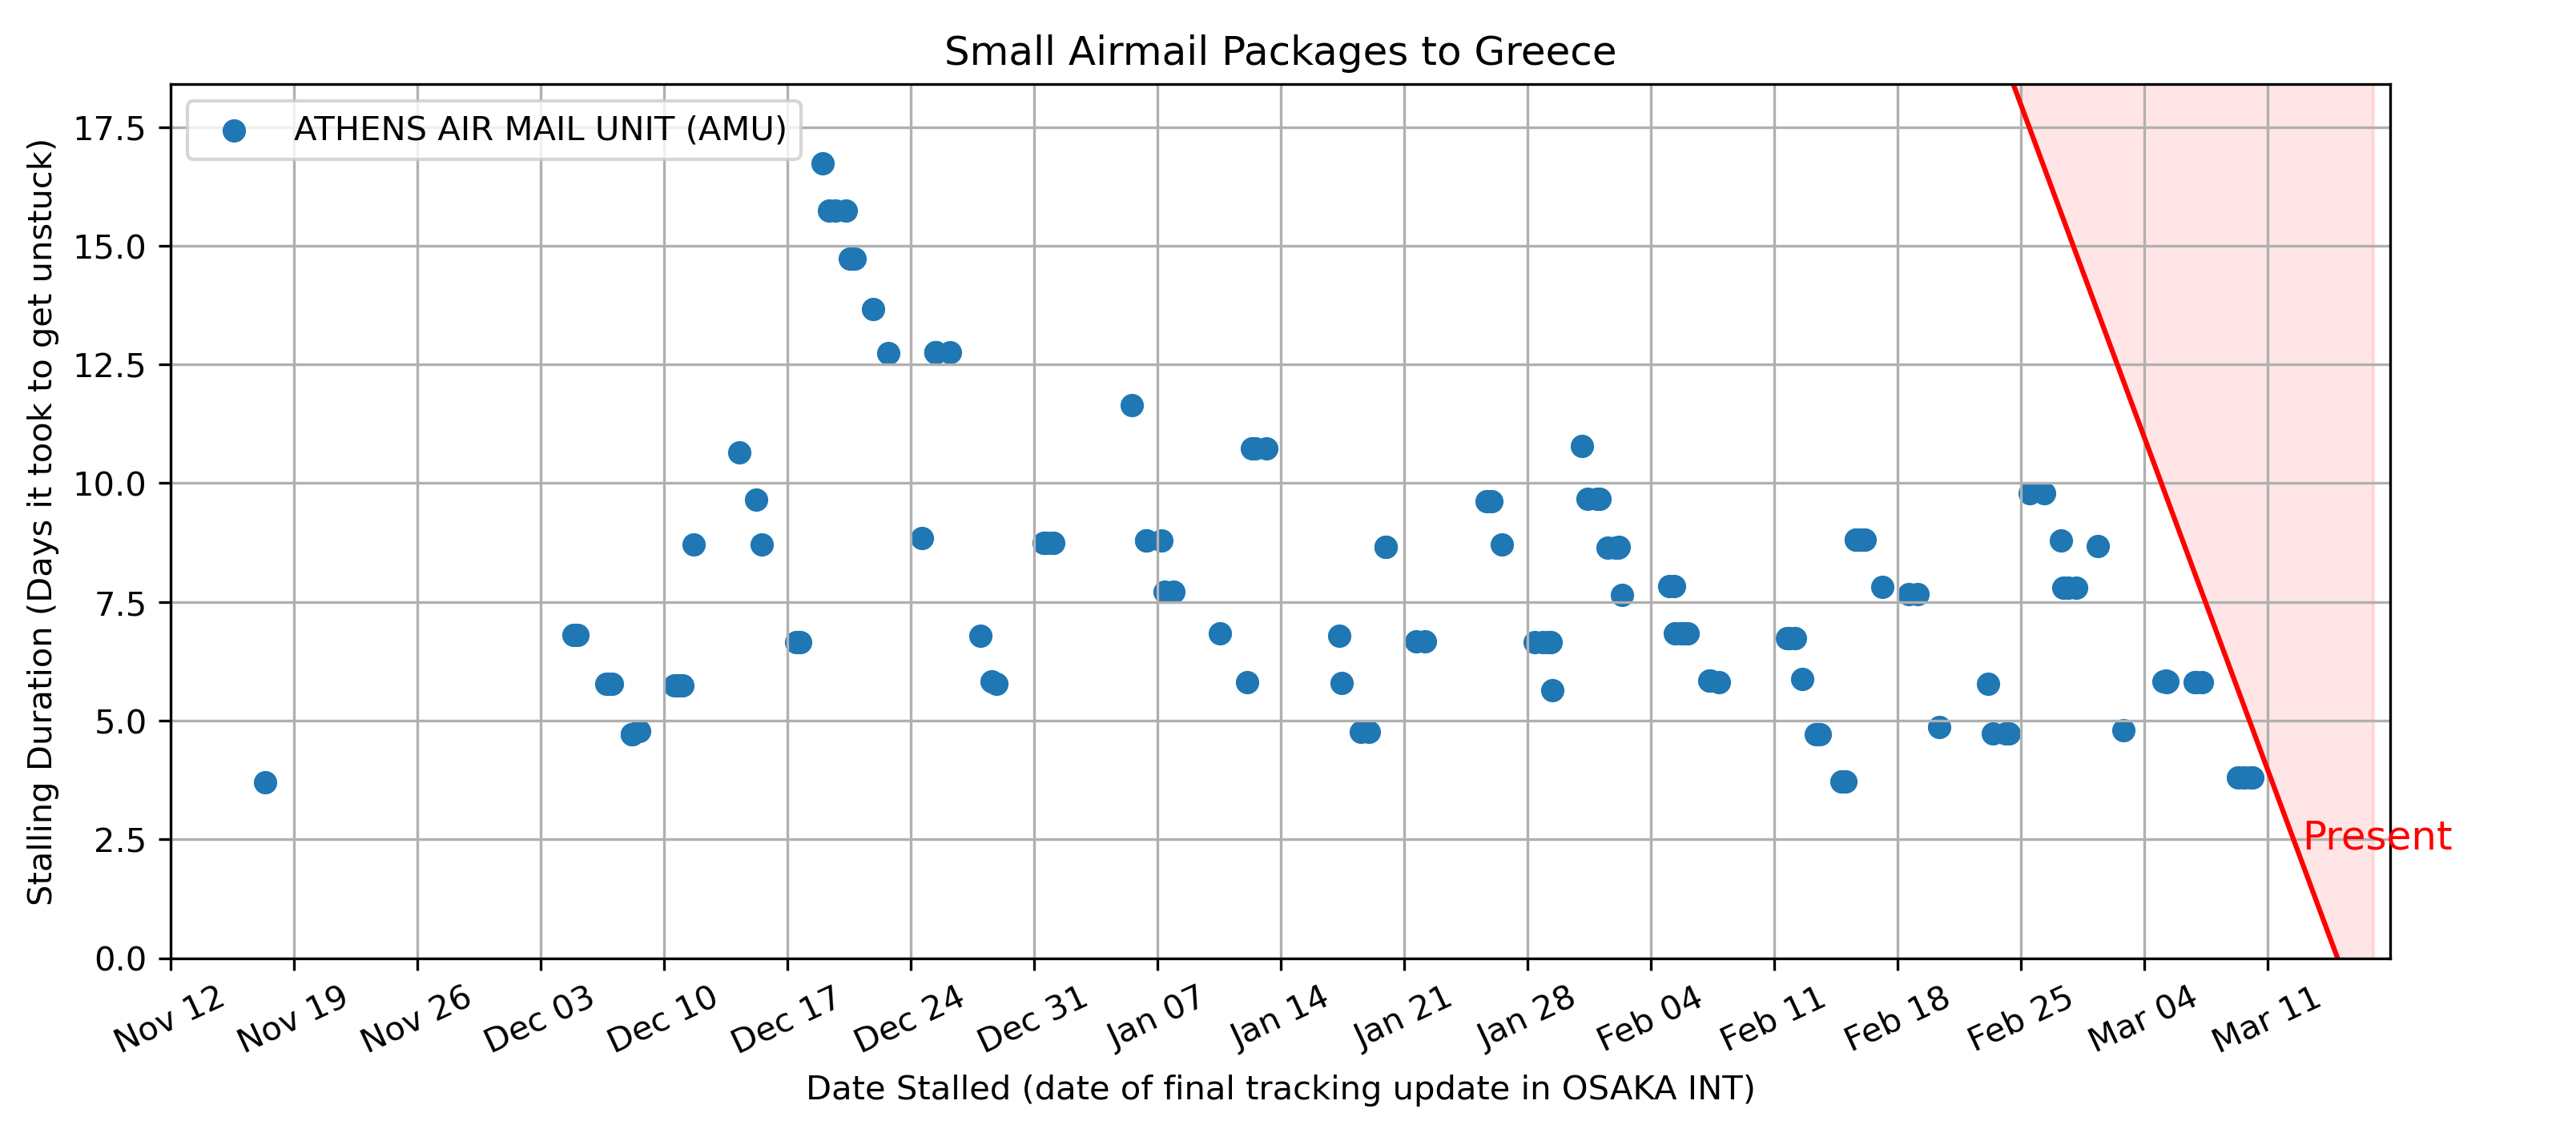 Small Airmail Packages to Greece
ATHENS AIR MAIL UNIT (AMU)
Stalling Duration (Days it took to get unstuck)
17.5
15.0
12.5
10.0
7.5
5.0
2.5
0.0
Present
Nov 12
Nov 19
Nov 26
Dec 03
Dec 10
Dec 17
Dec 24
Dec 31
Jan 07
Jan 14
Jan 21
Jan 28
Feb 04
Feb 11
Feb 18
Feb 25
Mar 04
Mar 11
Date Stalled (date of final tracking update in OSAKA INT)